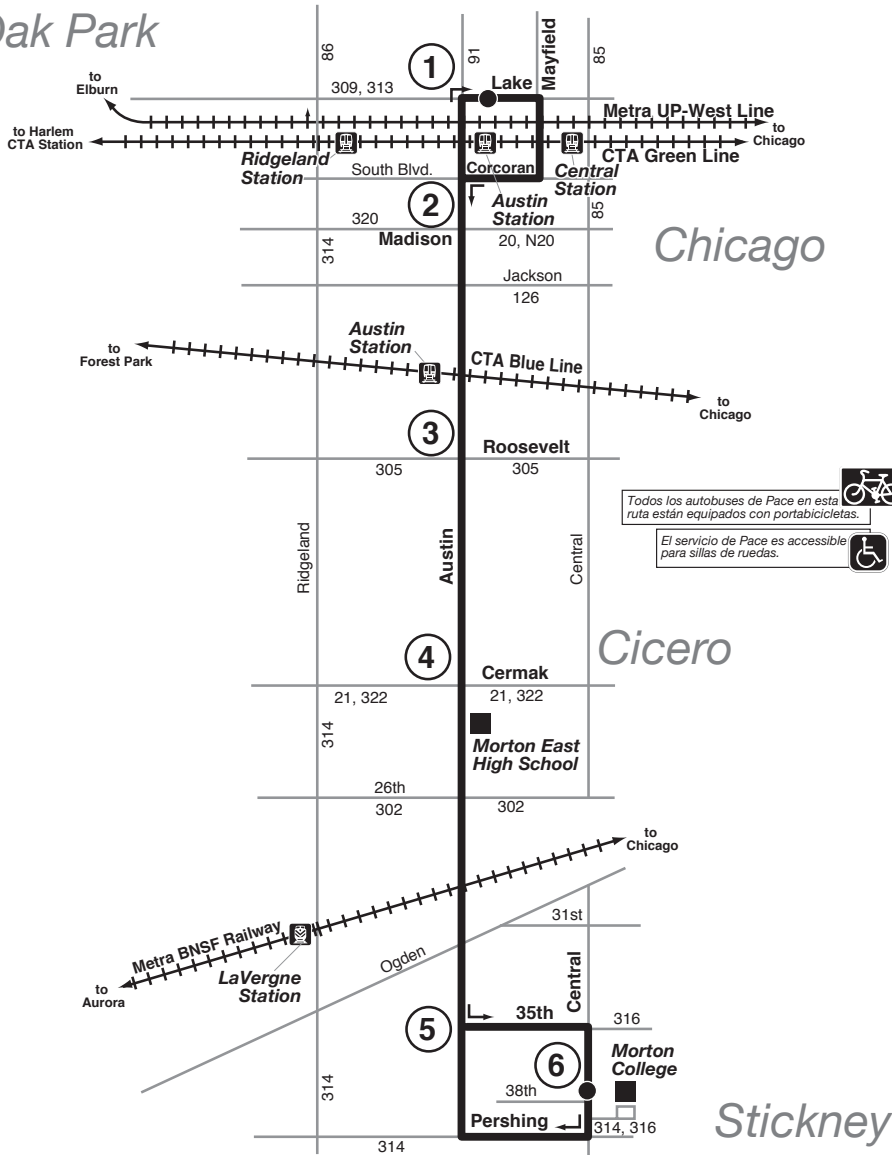 Oak Park
86
91
Mayfield
85
1
Lake
to
Elburn
309, 313
Metra UP-West Line
to Harlem
CTA Station
to
Chicago
CTA Green Line
Ridgeland
Station
South Blvd.
Corcoran
Central
Station
Austin
Station
2
320
85
Madison
20, N20
314
Chicago
Jackson
126
Austin
Station
to
Forest Park
CTA Blue Line
to
Chicago
3
Roosevelt
305
305
Todos los autobuses de Pace en esta
ruta están equipados con portabicicletas.
El servicio de Pace es accessible
para sillas de ruedas.
Ridgeland
Austin
Central
Cicero
4
Cermak
21, 322
21, 322
314
Morton East
High School
26th
302
302
to
Chicago
31st
Metra BNSF Railway
Ogden
LaVergne
Station
to
Aurora
Central
35th
316
5
6
Morton
College
38th
314
Pershing
314, 316
Stickney
314